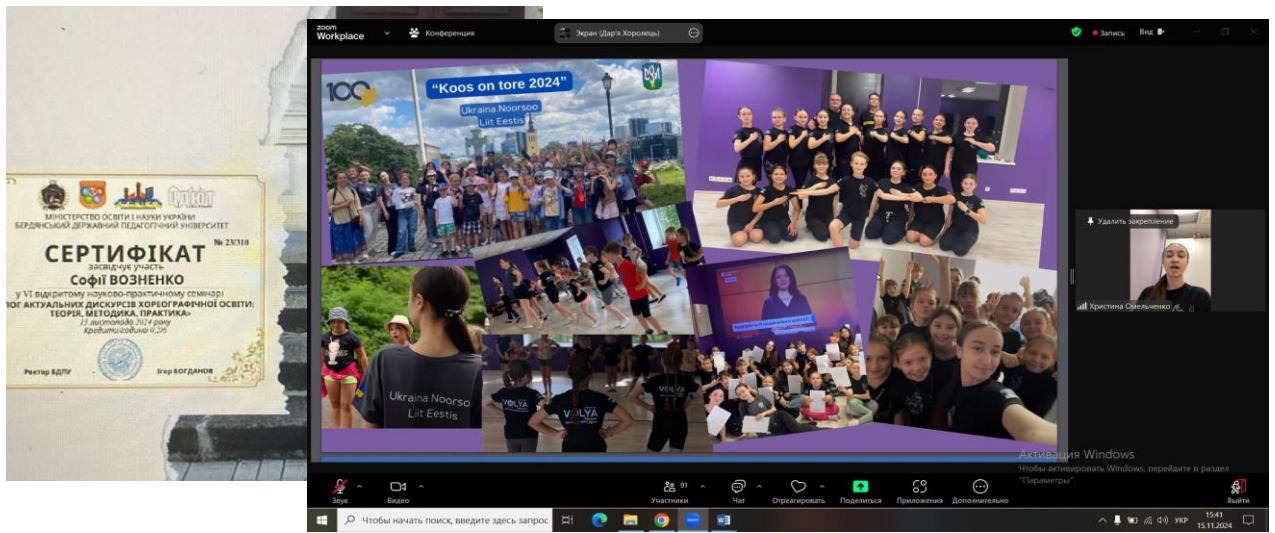 МІНІСТЕРСТВО ОСВІТИ І НАУКИ УКРАЇНИ
БЕРДЯНСЬКИЙ ДЕРЖАВНИЙ ПЕДАГОГІЧНИЙ УНІВЕРСИТЕТ
СЕРТИФІКАТ
№ 23/310
засвідчує участь
Софії ВОЗНЕНКО
у VI відкритому науково-практичному семінарі
ЛОГ АКТУАЛЬНИХ ДИСКУРСІВ ХОРЕОГРАФІЧНОЇ ОСВІТИ:
ТЕОРІЯ, МЕТОДИКА, ПРАКТИКА»
15 листопада 2024 року
Кредити/години 0,2/6
Ректор БДПУ Ігор БОГДАНОВ
zoom
Workplace
Конференция
Экран (Дар'я Хоролець)
Запись
Вид
100
"Koos on tore 2024"
Ukraina Noorsoo
Liit Eestis
Ukraina Noorso
Liit Eestis
VOLYA
VOLYA
Удалить закрепление
Христина Омельченко
Активация Windows
Чтобы активировать Windows, перейдите в раздел
"Параметры".
Звук
Видео
91
Участники
Чат
Отреагировать
Поделиться
Приложения
Дополнительно
Выйти
Чтобы начать поиск, введите здесь запрос
УКР
15:41
15.11.2024